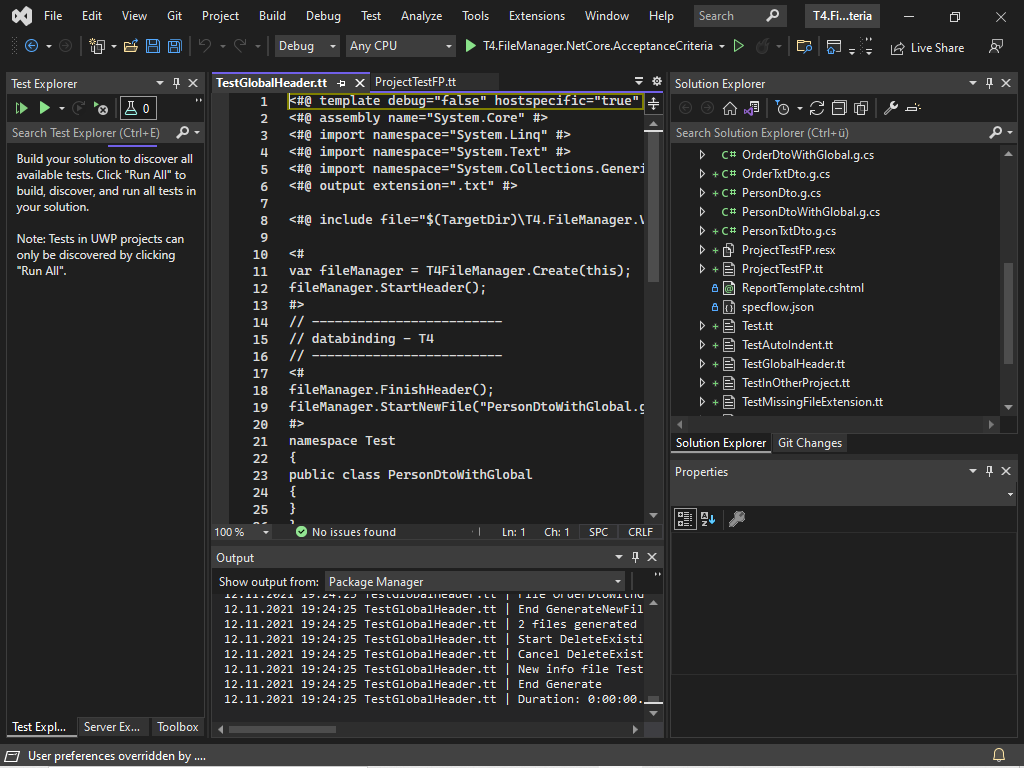 File Edit View Git Project Build Debug Test Analyze Tools Extensions Window Help Search T4.Fi...teria
Debug Any CPU T4.FileManager.NetCore.AcceptanceCriteria Live Share
Test Explorer
0
Search Test Explorer (Ctrl+E)
Build your solution to discover all
available tests. Click "Run All" to
build, discover, and run all tests in
your solution.
Note: Tests in UWP projects can
only be discovered by clicking
"Run All".
Test Expl... Server Ex... Toolbox
TestGlobalHeader.tt ProjectTestFP.tt
1 <#@ template debug="false" hostspecific="true"
2 <#@ assembly name="System.Core" #>
3 <#@ import namespace="System.Linq" #>
4 <#@ import namespace="System.Text" #>
5 <#@ import namespace="System.Collections.Generi
6 <#@ output extension=".txt" #>
7
8 <#@ include file="$(TargetDir)\T4.FileManager.V
9
10 <#
11 var fileManager = T4FileManager.Create(this);
12 fileManager.StartHeader();
13 #>
14 // -------------------------
15 // databinding - T4
16 // -------------------------
17 <#
18 fileManager.FinishHeader();
19 fileManager.StartNewFile("PersonDtoWithGlobal.g
20 #>
21 namespace Test
22 {
23 public class PersonDtoWithGlobal
24 {
25 }
100 % No issues found Ln: 1 Ch: 1 SPC CRLF
Output
Show output from: Package Manager
12.11.2021 19:24:25 TestGlobalHeader.tt | File OrderDtoWithG
12.11.2021 19:24:25 TestGlobalHeader.tt | End GenerateNewFil
12.11.2021 19:24:25 TestGlobalHeader.tt | 2 files generated
12.11.2021 19:24:25 TestGlobalHeader.tt | Start DeleteExisti
12.11.2021 19:24:25 TestGlobalHeader.tt | Cancel DeleteExist
12.11.2021 19:24:25 TestGlobalHeader.tt | New info file Test
12.11.2021 19:24:25 TestGlobalHeader.tt | End Generate
12.11.2021 19:24:25 TestGlobalHeader.tt | Duration: 0:00:00.
Solution Explorer
Search Solution Explorer (Ctrl+ü)
C# OrderDtoWithGlobal.g.cs
+ C# OrderTxtDto.g.cs
+ C# PersonDto.g.cs
C# PersonDtoWithGlobal.g.cs
+ C# PersonTxtDto.g.cs
+ ProjectTestFP.resx
+ ProjectTestFP.tt
ReportTemplate.cshtml
specflow.json
+ Test.tt
+ TestAutoIndent.tt
+ TestGlobalHeader.tt
+ TestInOtherProject.tt
+ TestMissingFileExtension.tt
Solution Explorer Git Changes
Properties
User preferences overridden by ....